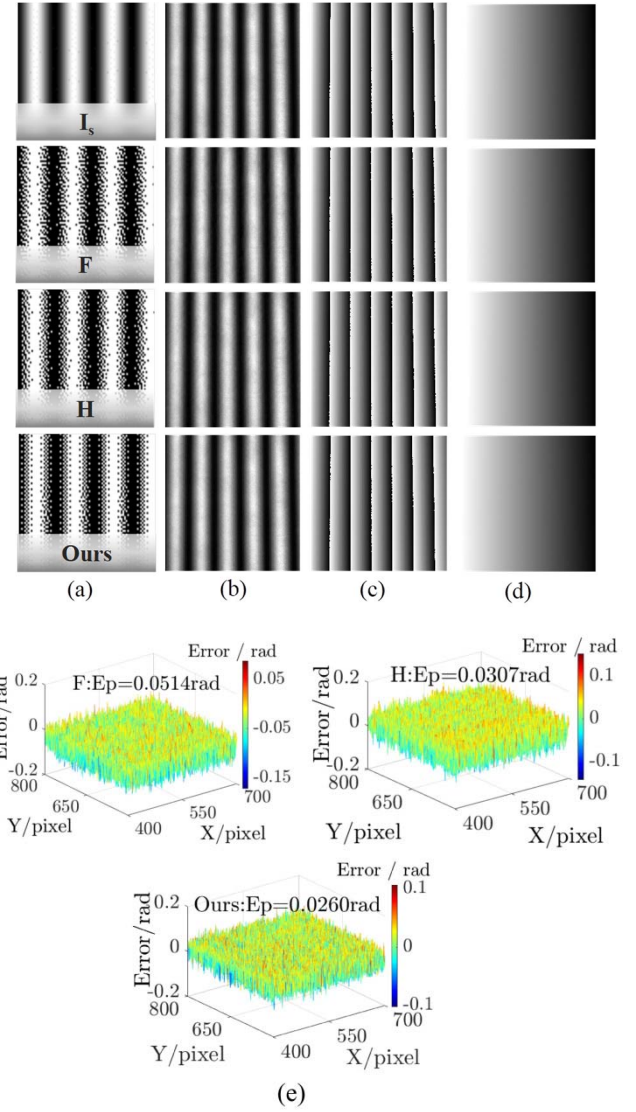 Is
F
H
Ours
(a) (b) (c) (d)
Error / rad
F:Ep=0.0514rad
0.05
-0.05
-0.15
0.2
0
-0.2
Error/rad
800
650
Y/pixel
400
550
700
X/pixel
Error / rad
H:Ep=0.0307rad
0.1
0
-0.1
0.2
0
-0.2
Error/rad
800
650
Y/pixel
400
550
700
X/pixel
Error / rad
Ours:Ep=0.0260rad
0.1
0
-0.1
0.2
0
-0.2
Error/rad
800
650
Y/pixel
400
550
700
X/pixel
(e)